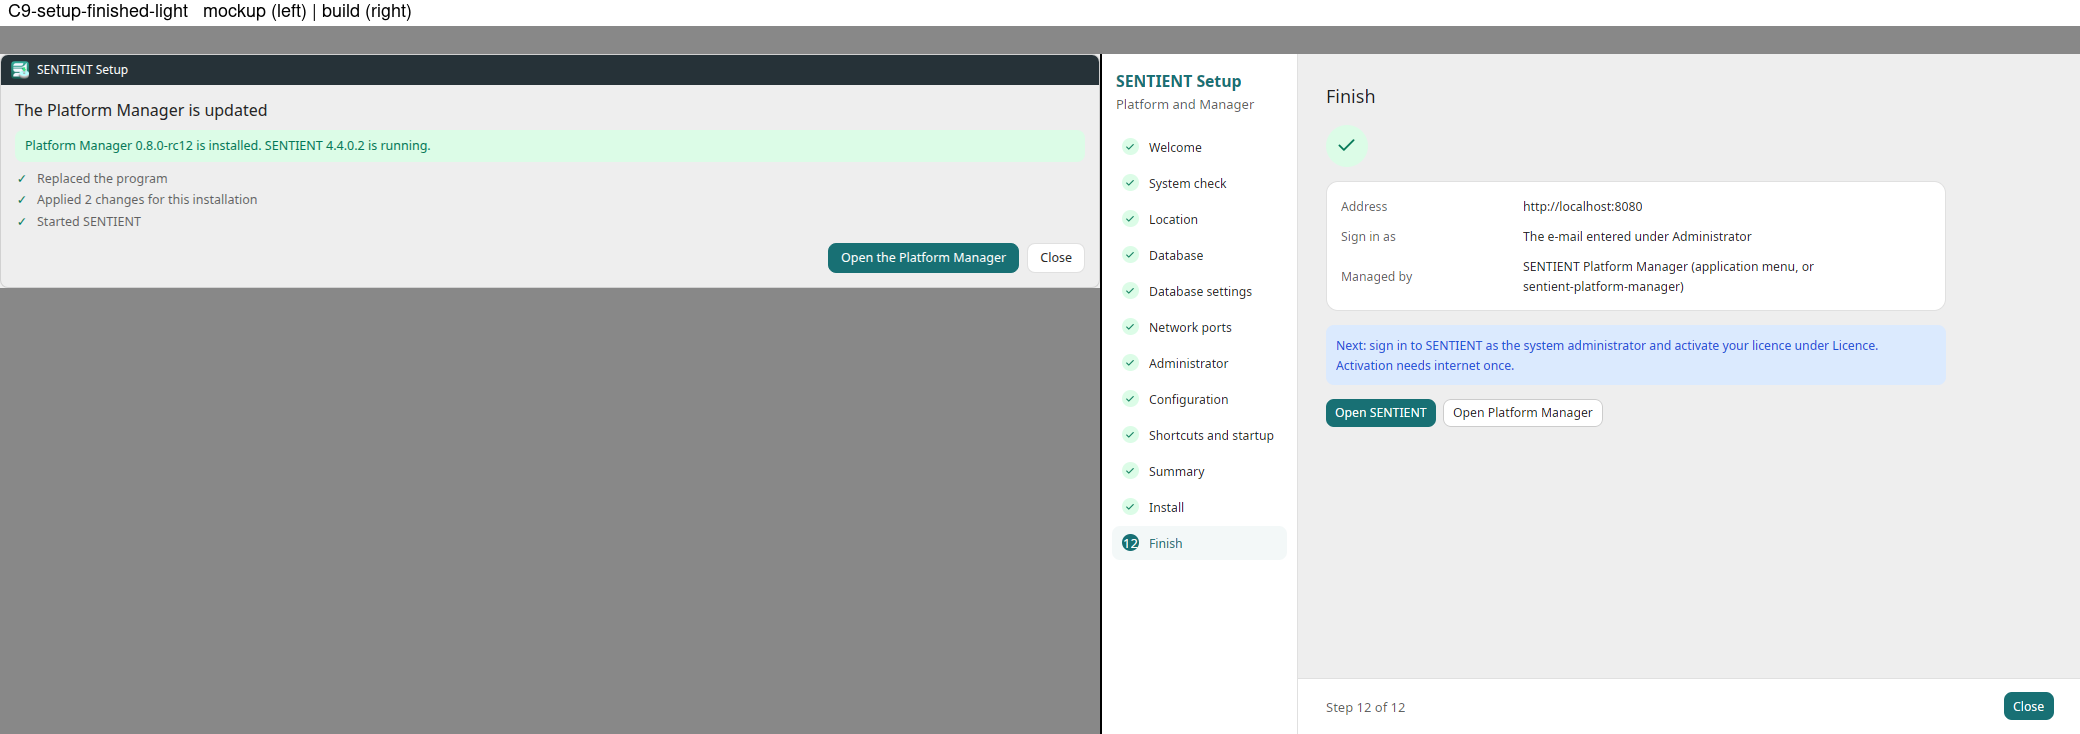 C9-setup-finished-light mockup (left) | build (right)
SENTIENT Setup
The Platform Manager is updated
Platform Manager 0.8.0-rc12 is installed. SENTIENT 4.4.0.2 is running.
✓ Replaced the program
✓ Applied 2 changes for this installation
✓ Started SENTIENT
Open the Platform Manager
Close
SENTIENT Setup
Platform and Manager
Welcome
System check
Location
Database
Database settings
Network ports
Administrator
Configuration
Shortcuts and startup
Summary
Install
12 Finish
Finish
Address http://localhost:8080
Sign in as The e-mail entered under Administrator
Managed by SENTIENT Platform Manager (application menu, or
sentient-platform-manager)
Next: sign in to SENTIENT as the system administrator and activate your licence under Licence.
Activation needs internet once.
Open SENTIENT
Open Platform Manager
Step 12 of 12
Close